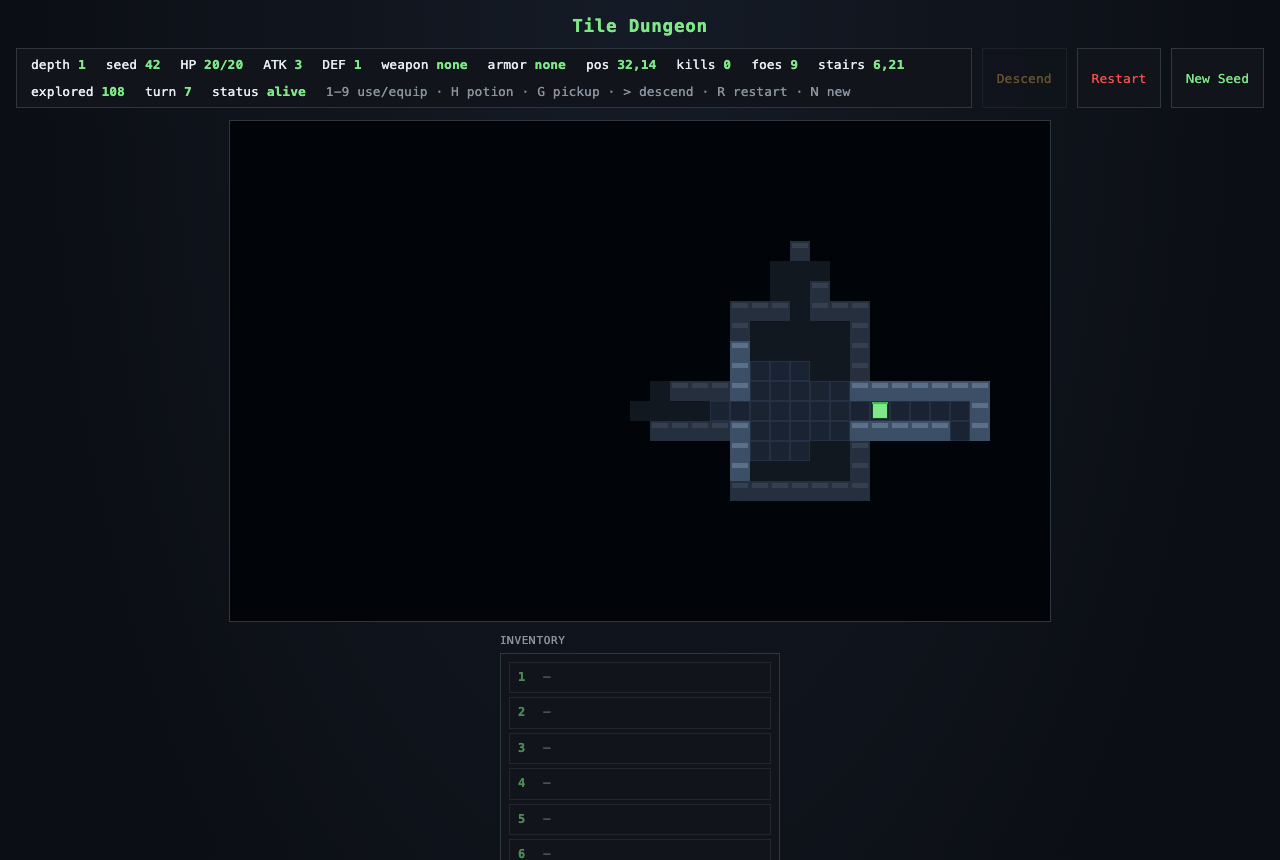 Tile Dungeon
depth 1 seed 42 HP 20/20 ATK 3 DEF 1 weapon none armor none pos 32,14 kills 0 foes 9 stairs 6,21
explored 108 turn 7 status alive 1–9 use/equip · H potion · G pickup · > descend · R restart · N new
Descend
Restart
New Seed
INVENTORY
1 —
2 —
3 —
4 —
5 —
6 —